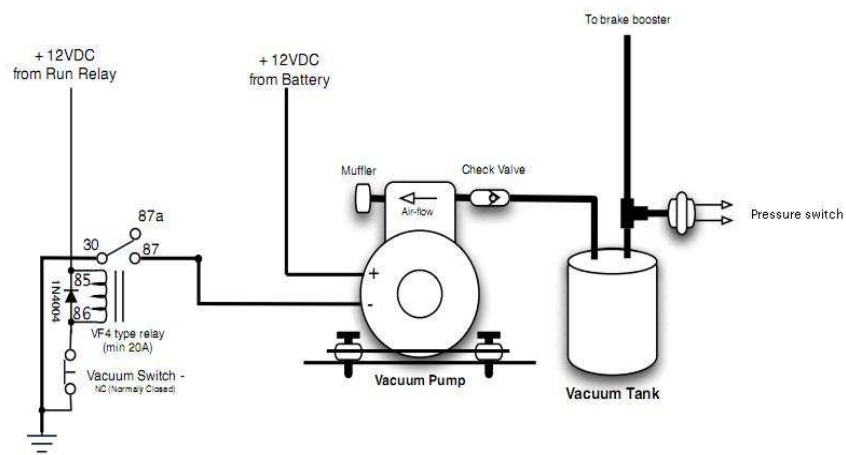 To brake booster
+ 12VDC
from Run Relay
+ 12VDC
from Battery
Muffler
Check Valve
Air-flow
Pressure switch
87a
30
87
+
-
85
1N4004
86
VF4 type relay
(min 20A)
Vacuum Switch -
NC (Normaly Closed)
Vacuum Pump
Vacuum Tank